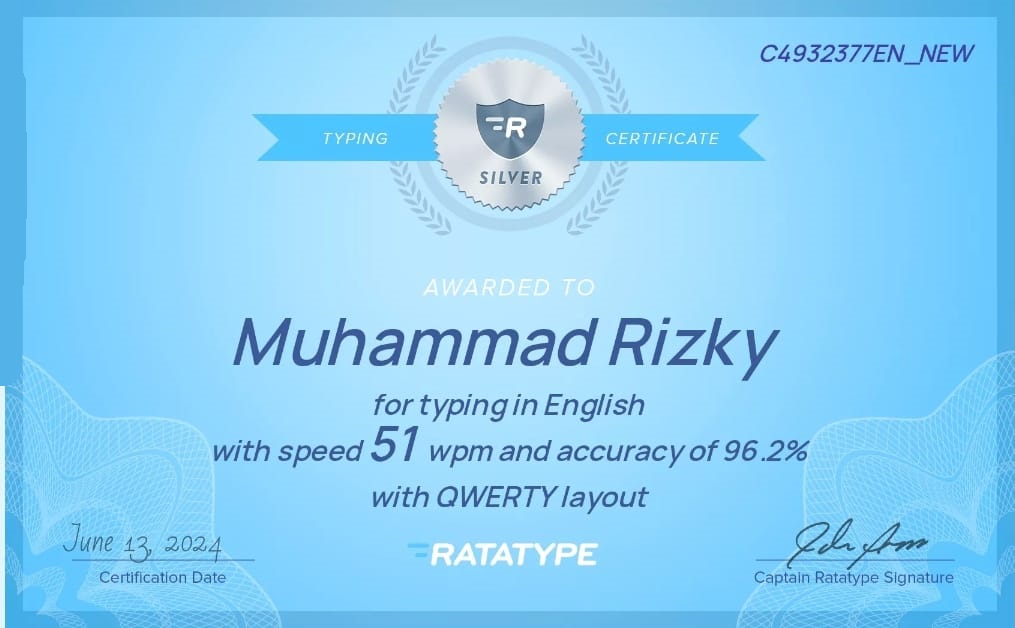 C4932377EN_NEW
TYPING
CERTIFICATE
R
SILVER
AWARDED TO
Muhammad Rizky
for typing in English
with speed 51 wpm and accuracy of 96.2%
with QWERTY layout
June 13, 2024
Certification Date
RATATYPE
Captain Ratatype Signature